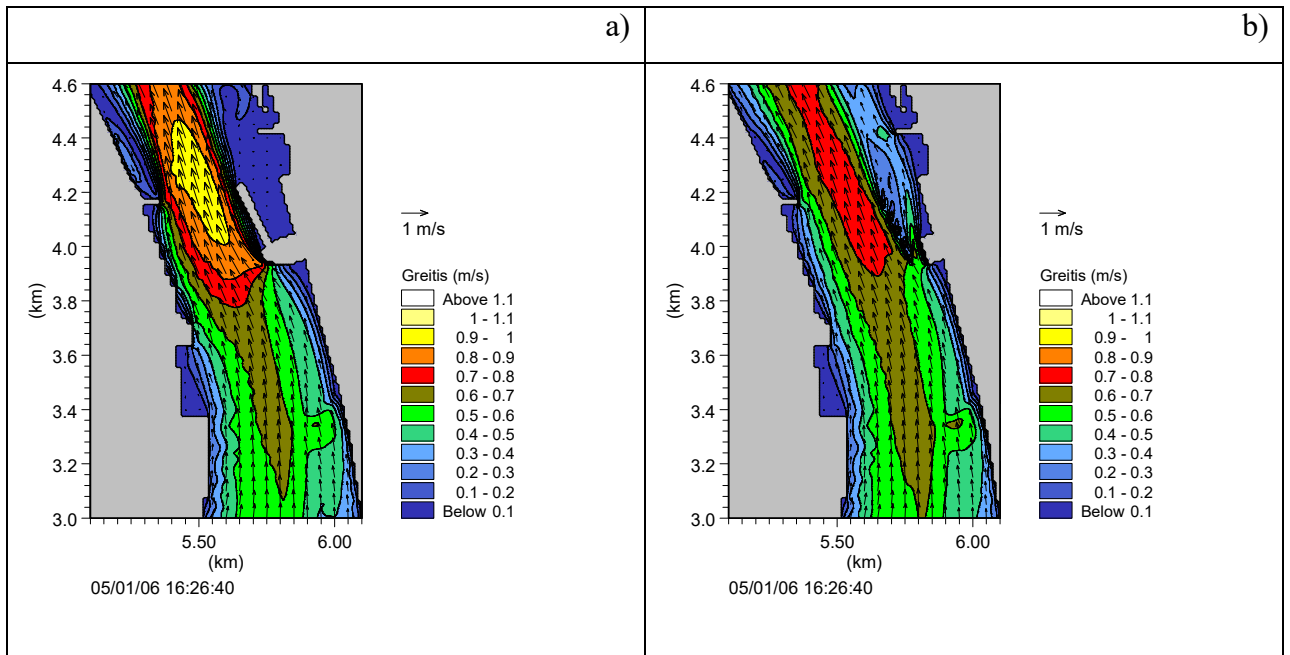 a)
b)
4.6
4.4
4.2
4.0
3.8
3.6
3.4
3.2
3.0
(km)
5.50 6.00
(km)
05/01/06 16:26:40
1 m/s
Greitis (m/s)
Above 1.1
1 - 1.1
0.9 - 1
0.8 - 0.9
0.7 - 0.8
0.6 - 0.7
0.5 - 0.6
0.4 - 0.5
0.3 - 0.4
0.2 - 0.3
0.1 - 0.2
Below 0.1
4.6
4.4
4.2
4.0
3.8
3.6
3.4
3.2
3.0
(km)
5.50 6.00
(km)
05/01/06 16:26:40
1 m/s
Greitis (m/s)
Above 1.1
1 - 1.1
0.9 - 1
0.8 - 0.9
0.7 - 0.8
0.6 - 0.7
0.5 - 0.6
0.4 - 0.5
0.3 - 0.4
0.2 - 0.3
0.1 - 0.2
Below 0.1